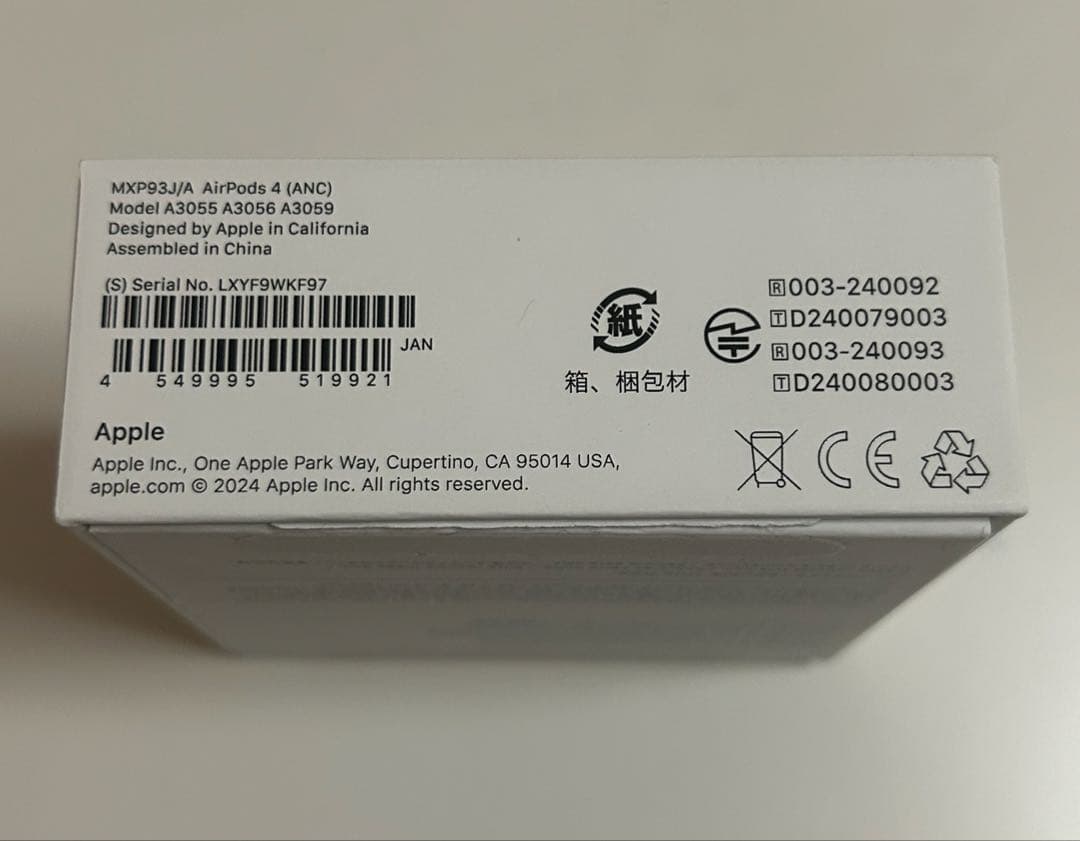 MXP93J/A AirPods 4 (ANC)
Model A3055 A3056 A3059
Designed by Apple in California
Assembled in China
(S) Serial No. LXYF9WKF97
JAN
4 549995 519921
紙
箱、梱包材
R003-240092
TD240079003
R003-240093
TD240080003
Apple
Apple Inc., One Apple Park Way, Cupertino, CA 95014 USA,
apple.com © 2024 Apple Inc. All rights reserved.
CE